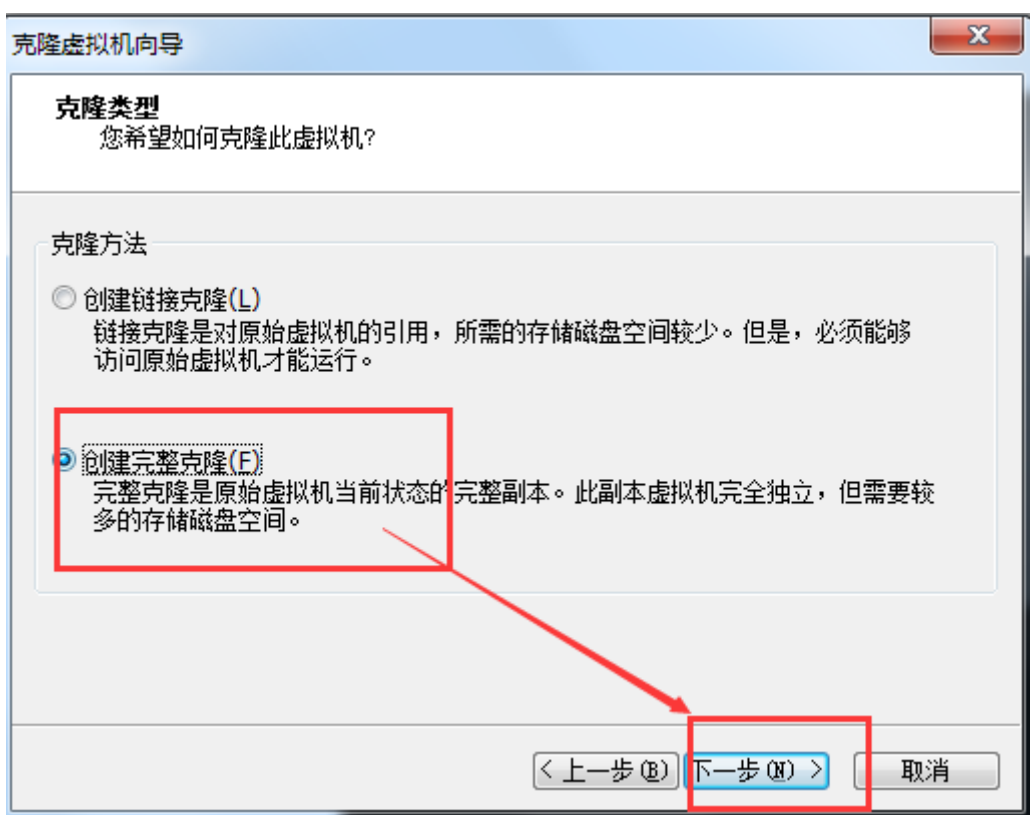 克隆虚拟机向导
克隆类型
您希望如何克隆此虚拟机?
克隆方法
创建链接克隆(L)
链接克隆是对原始虚拟机的引用，所需的存储磁盘空间较少。但是，必须能够
访问原始虚拟机才能运行。
创建完整克隆(F)
完整克隆是原始虚拟机当前状态的完整副本。此副本虚拟机完全独立，但需要较
多的存储磁盘空间。
< 上一步(B) 下一步(N) > 取消